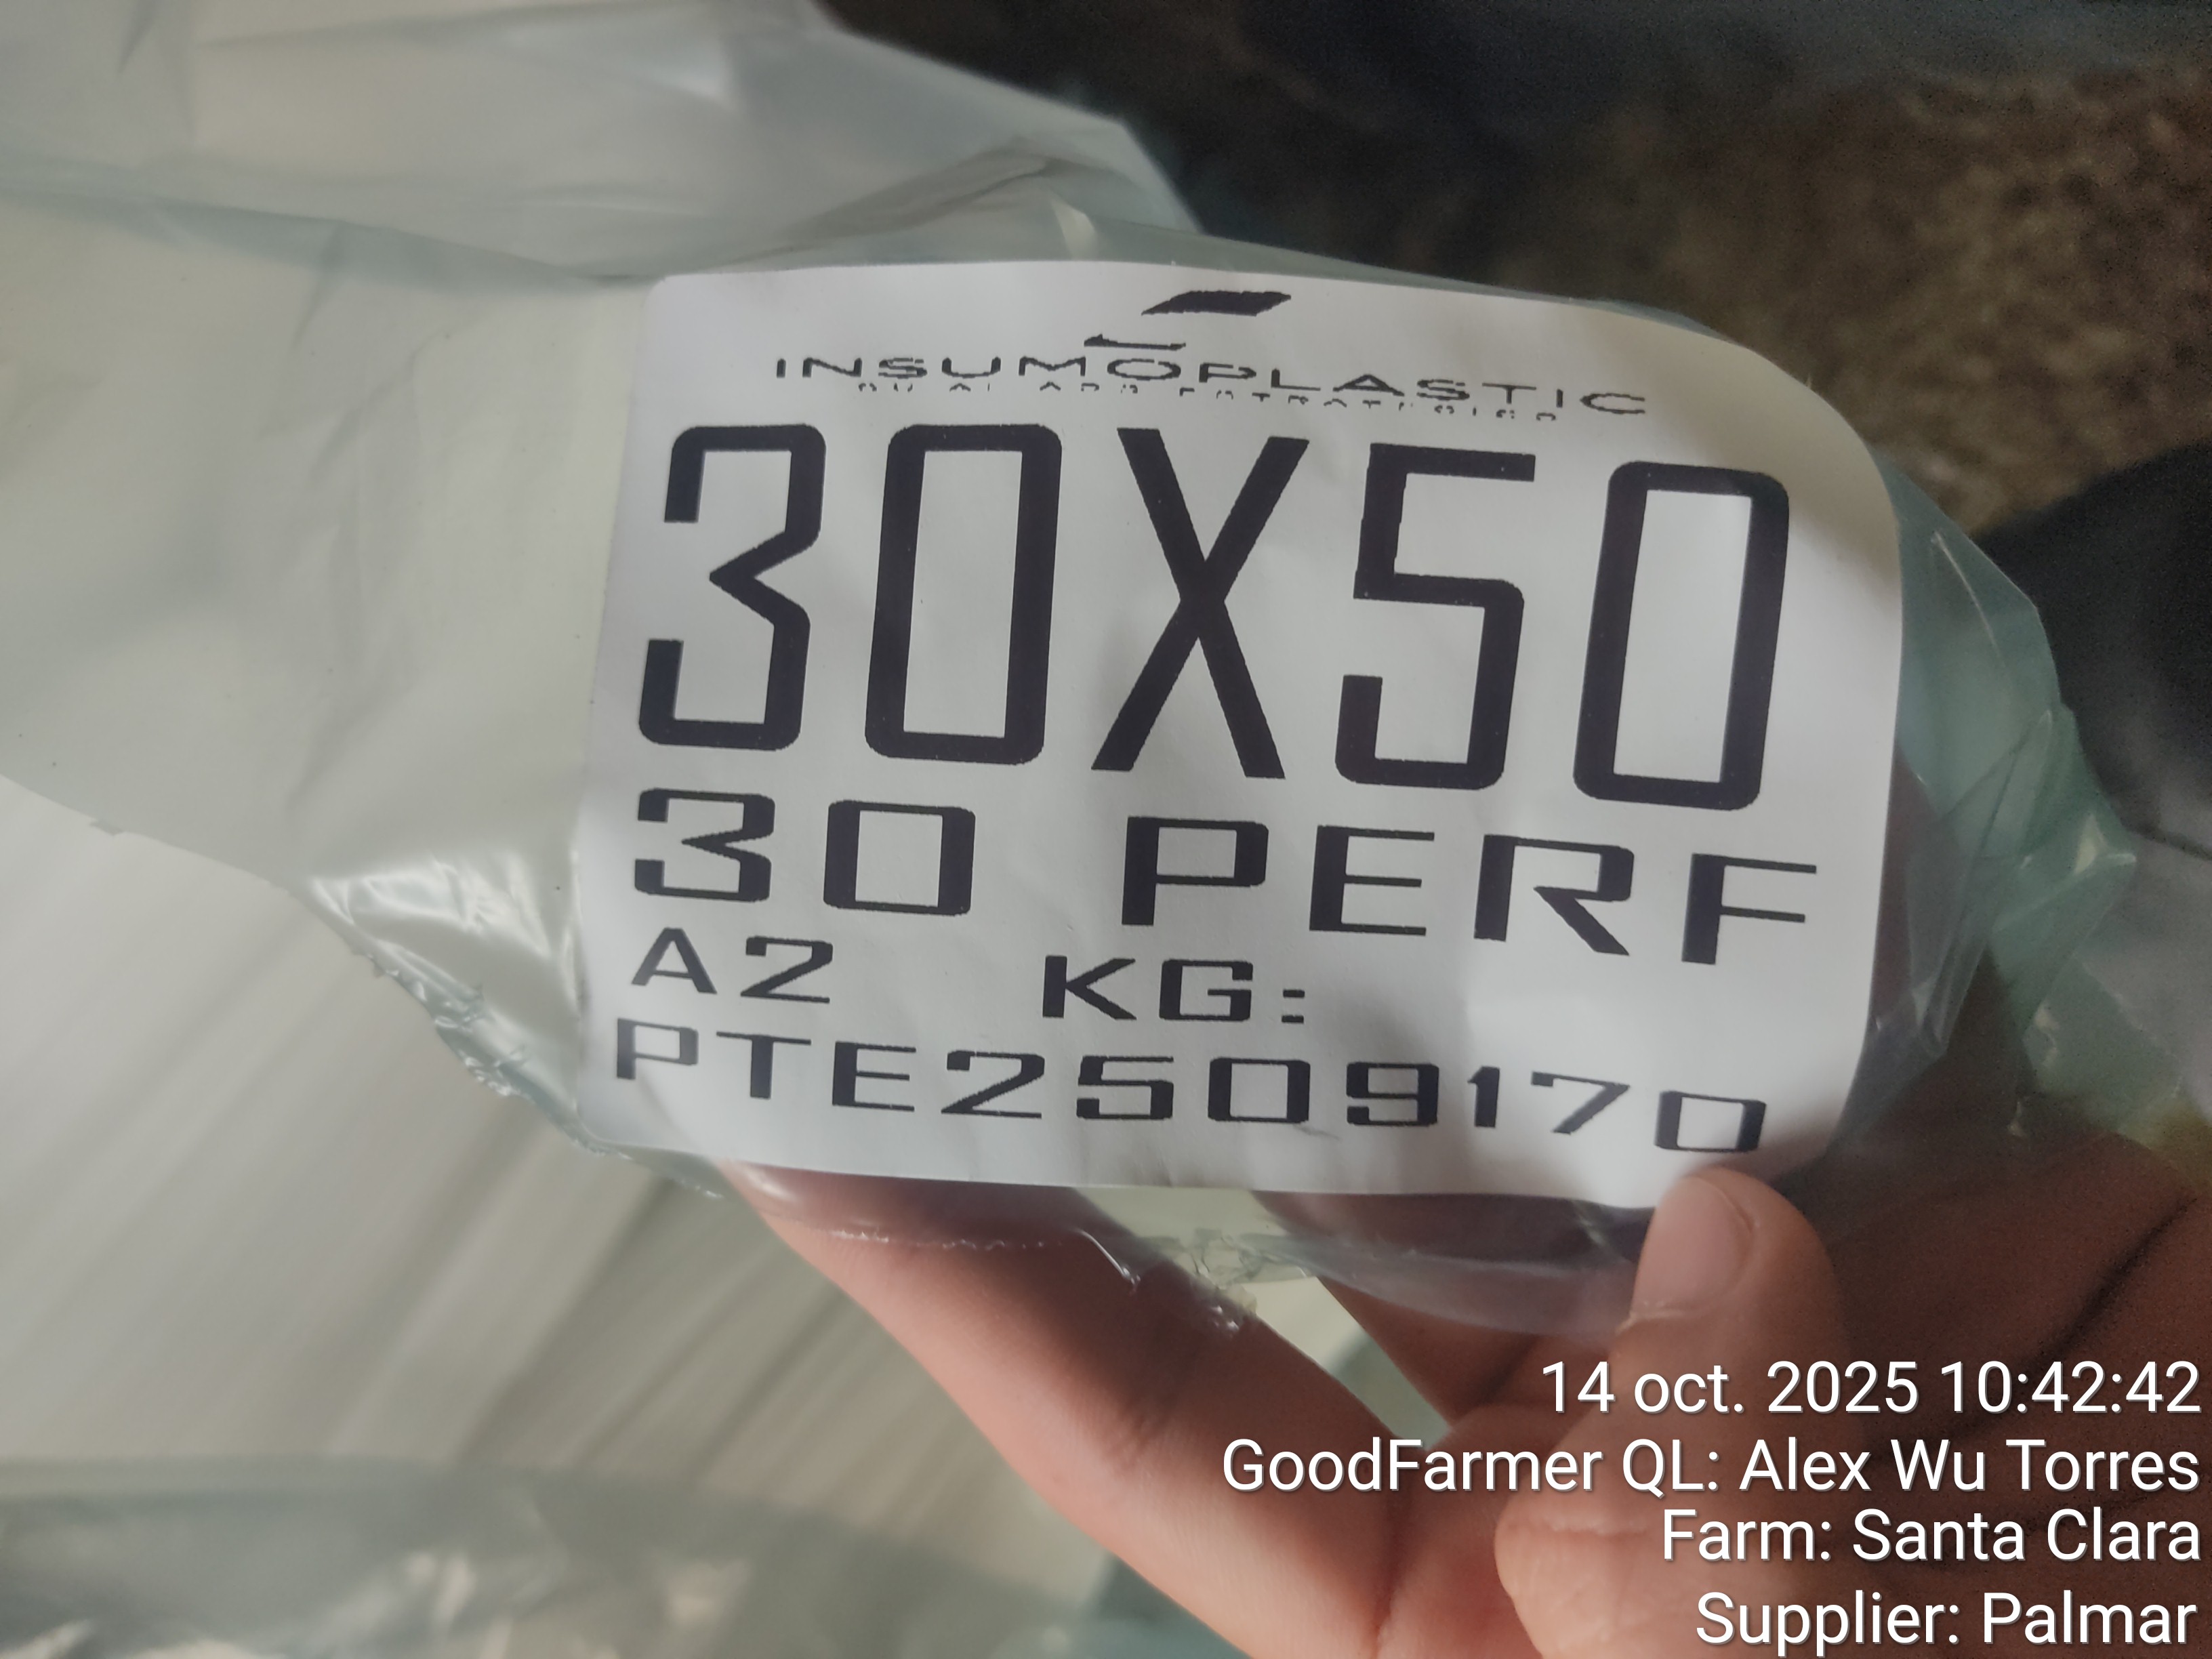 INSUMOPLASTIC
30X50
30 PERF
A2 KG:
PTE2509170
14 oct. 2025 10:42:42
GoodFarmer QL: Alex Wu Torres
Farm: Santa Clara
Supplier: Palmar